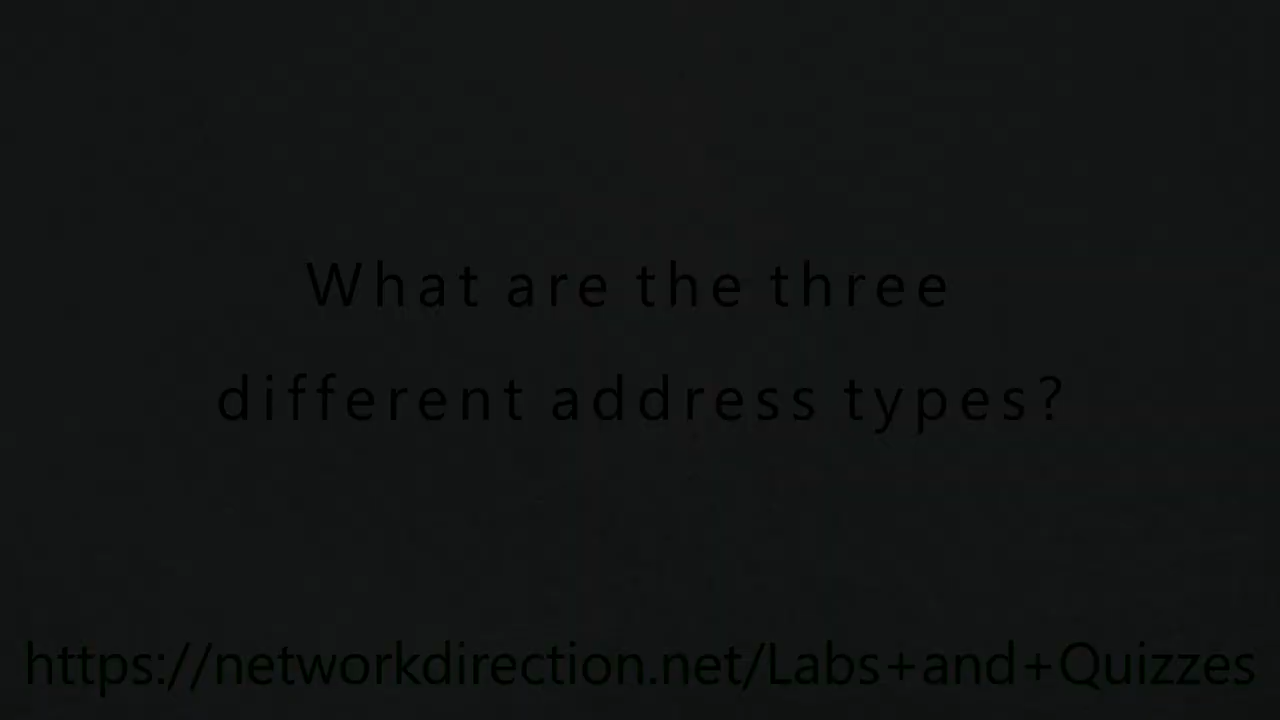 What are the three
different address types?
https://networkdirection.net/Labs+and+Quizzes